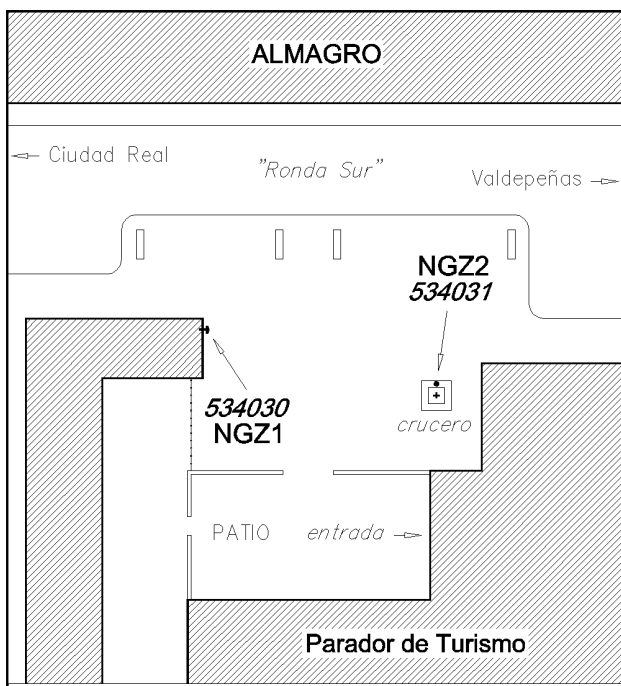 ALMAGRO
Ciudad Real
"Ronda Sur"
Valdepeñas
NGZ2
534031
534030
NGZ1
crucero
PATIO
entrada
Parador de Turismo